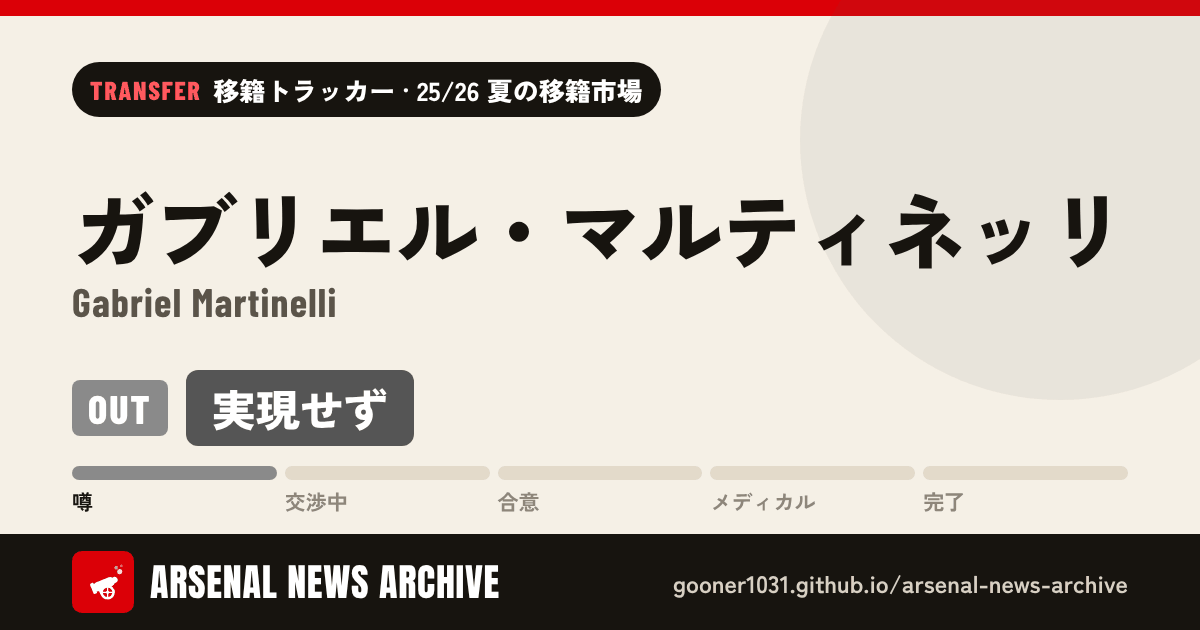 TRANSFER 移籍トラッカー · 25/26 夏の移籍市場
ガブリエル・マルティネッリ
Gabriel Martinelli
OUT 実現せず
噂 交渉中 合意 メディカル 完了
ARSENAL NEWS ARCHIVE gooner1031.github.io/arsenal-news-archive